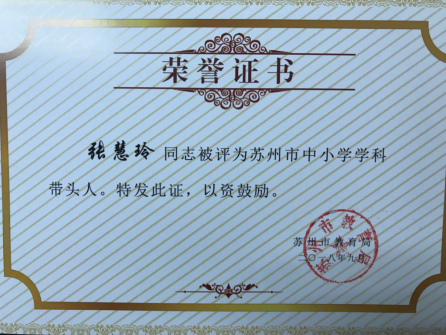 荣誉证书
张慧玲 同志被评为苏州市中小学学科
带头人。特发此证，以资鼓励。
苏州市教育局
二〇一八年九月